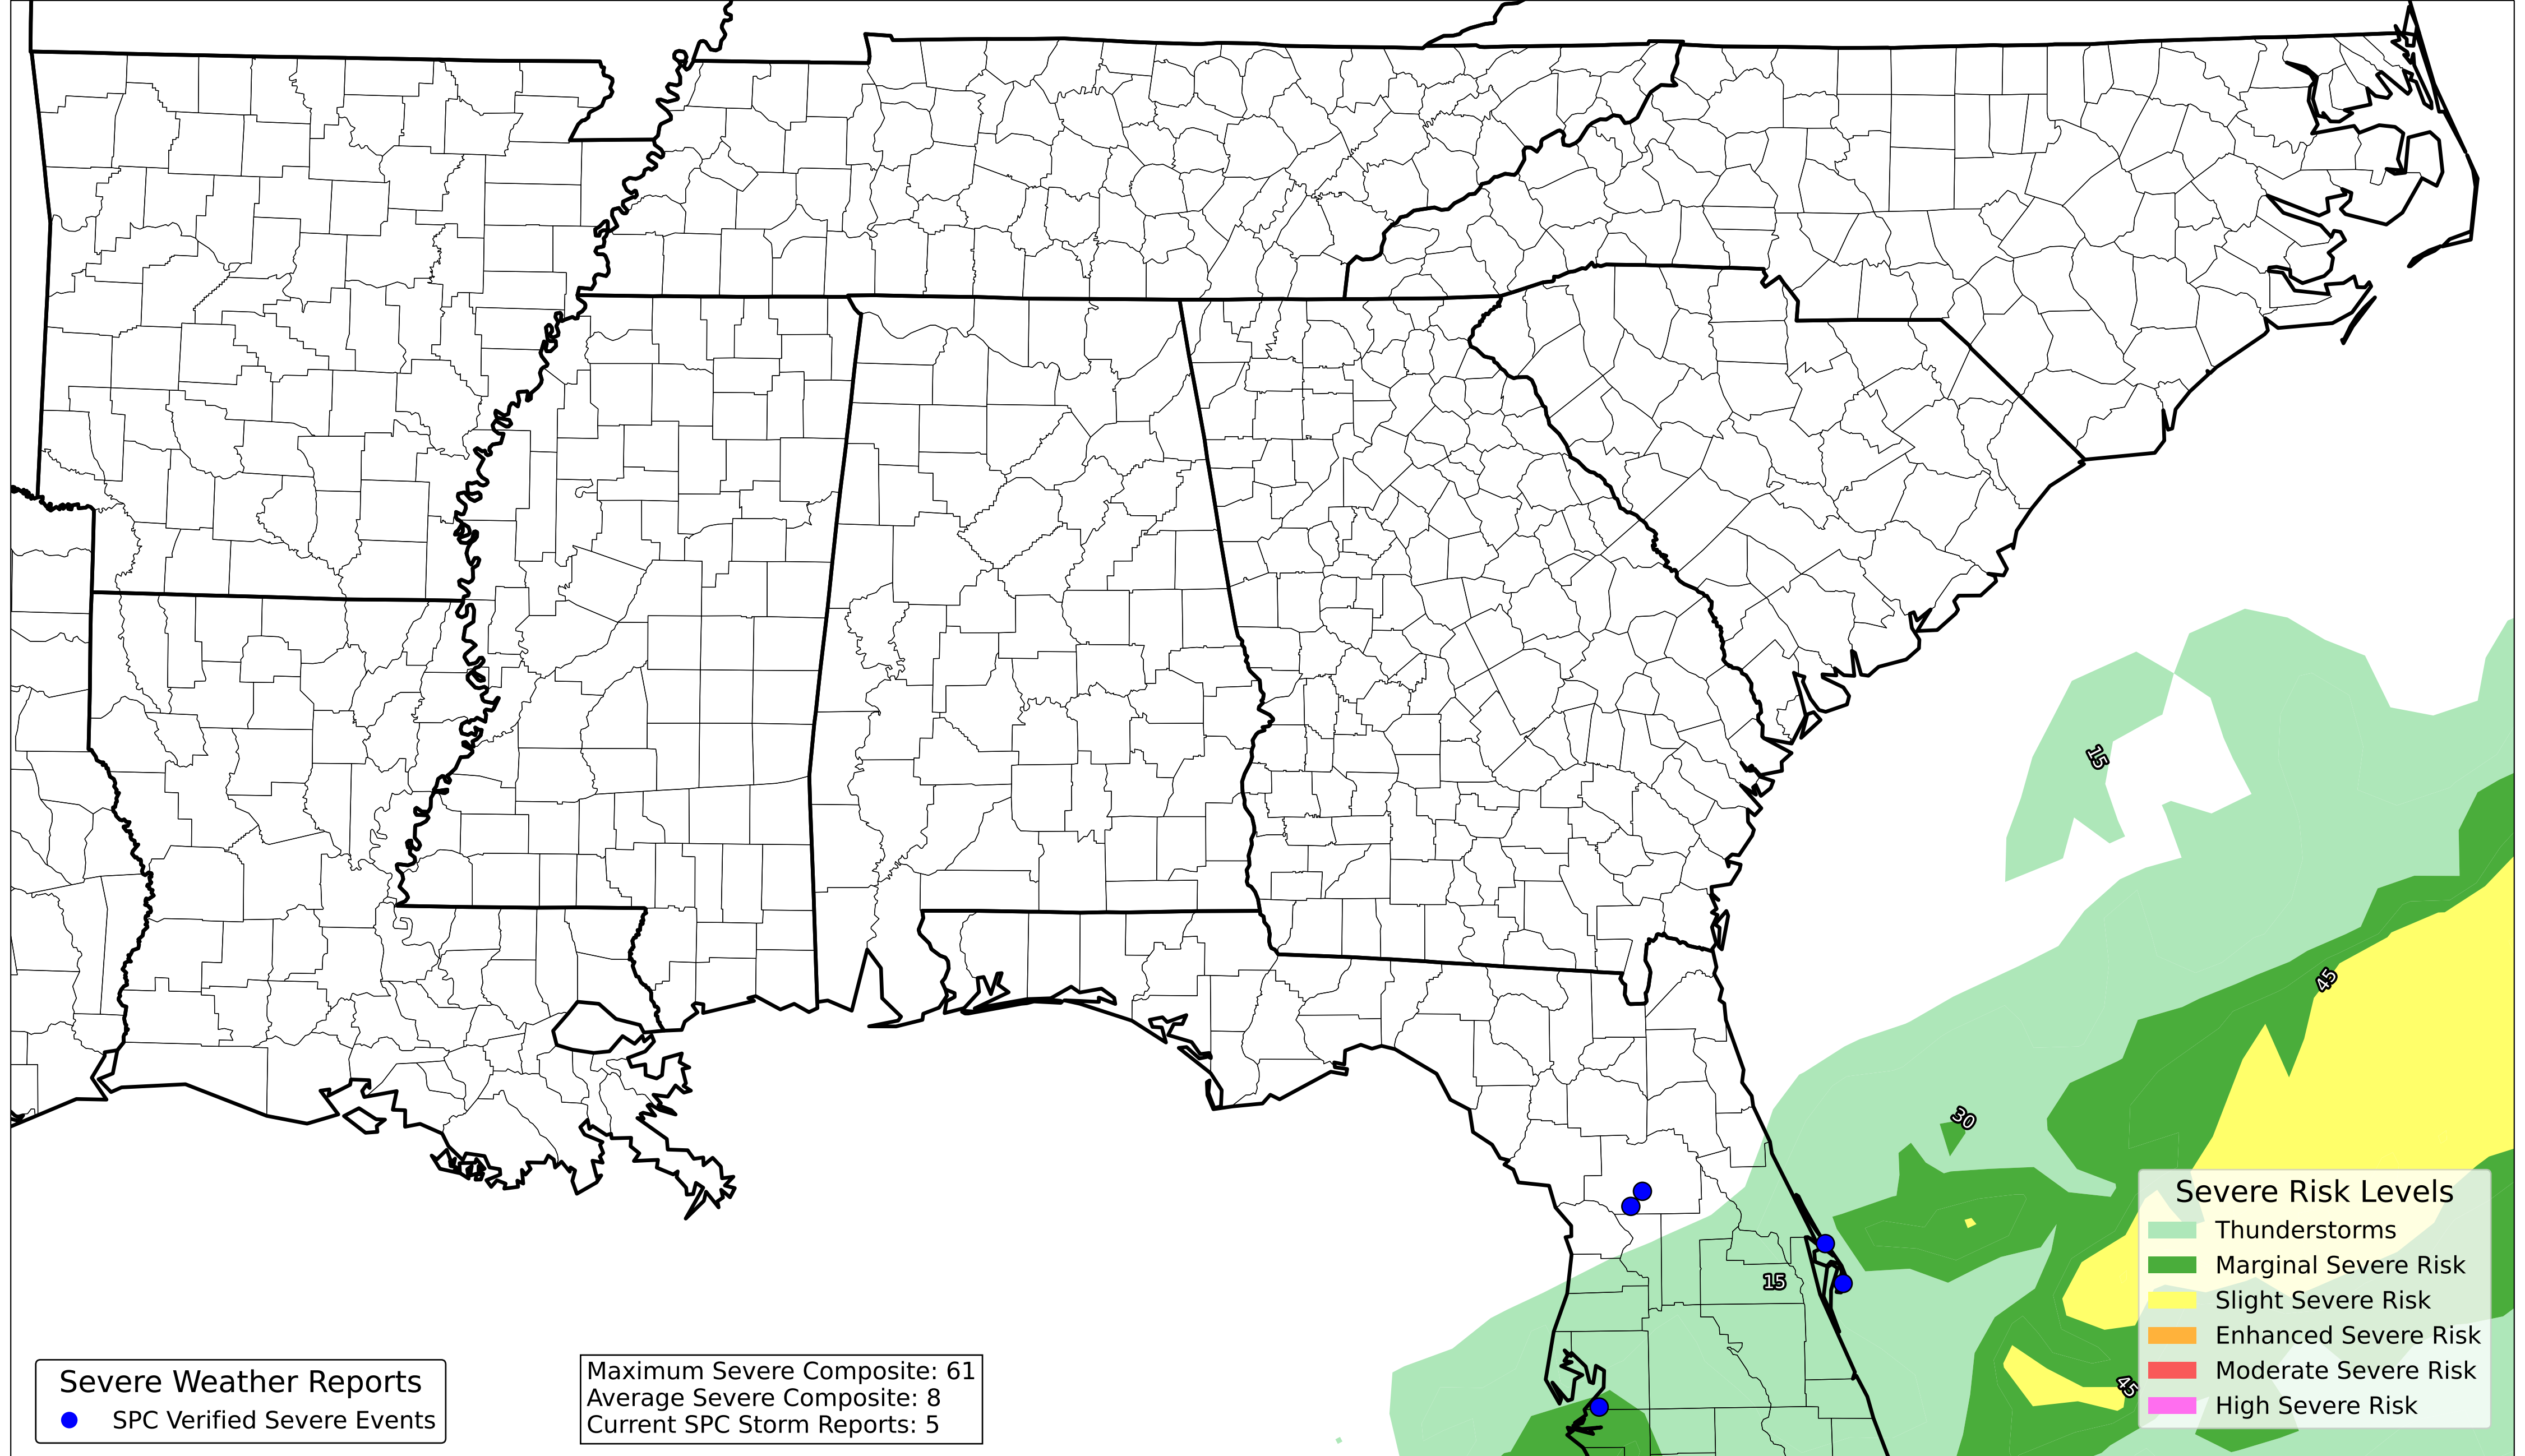 15
45
30
15
45
Severe Risk Levels
Thunderstorms
Marginal Severe Risk
Slight Severe Risk
Enhanced Severe Risk
Moderate Severe Risk
High Severe Risk
Severe Weather Reports
SPC Verified Severe Events
Maximum Severe Composite: 61
Average Severe Composite: 8
Current SPC Storm Reports: 5